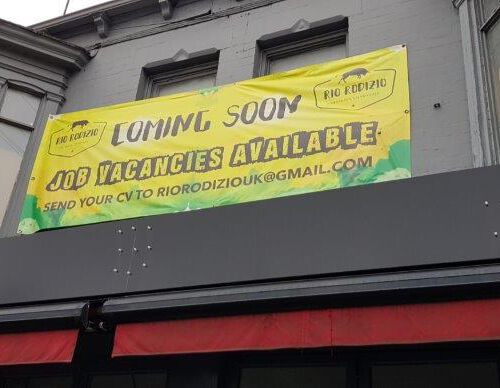 RIO RODIZIO
COMING SOON
RIO RODIZIO
JOB VACANCIES AVAILABLE
SEND YOUR CV TO RIORODIZIOUK@GMAIL.COM